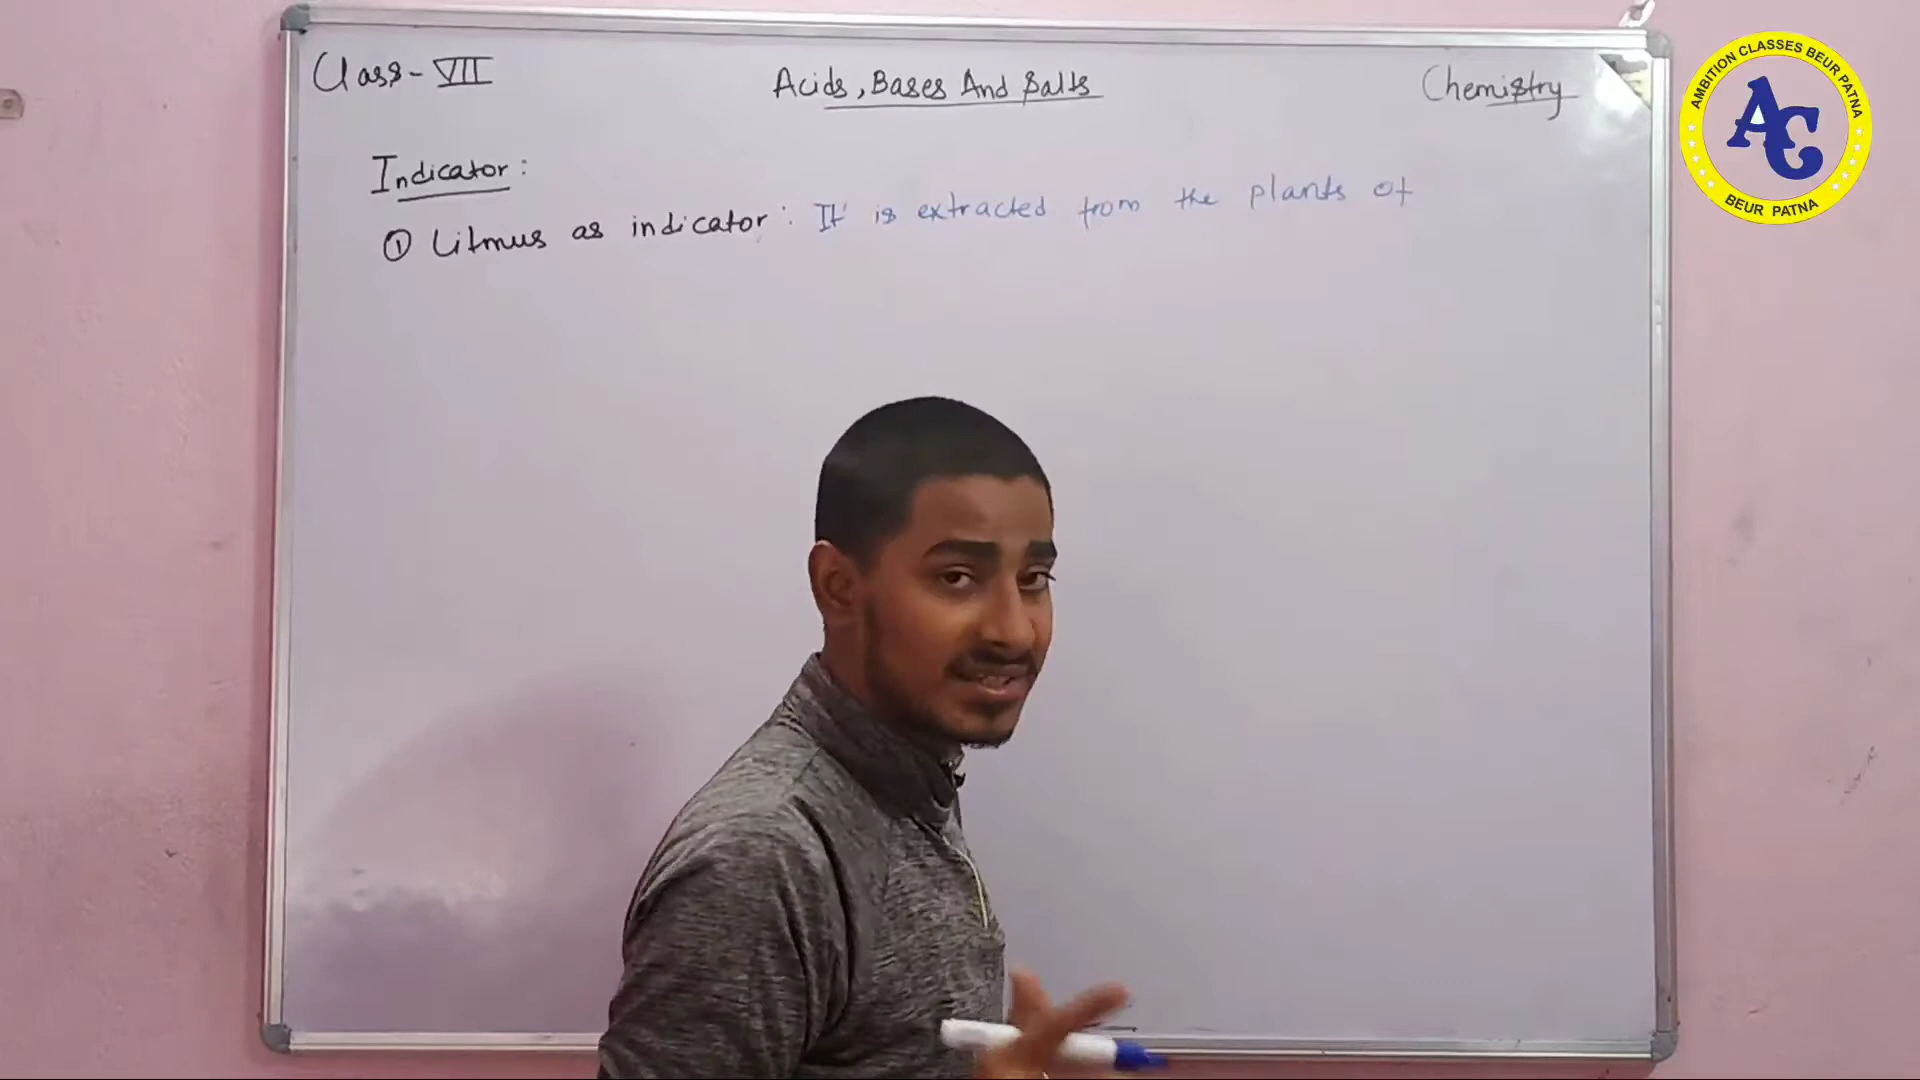 Class - VII
Acids, Bases And Salts
Chemistry
Indicator :
① Litmus as indicator : It is extracted from the plants of
AMBITION CLASSES BEUR PATNA
AC
BEUR PATNA